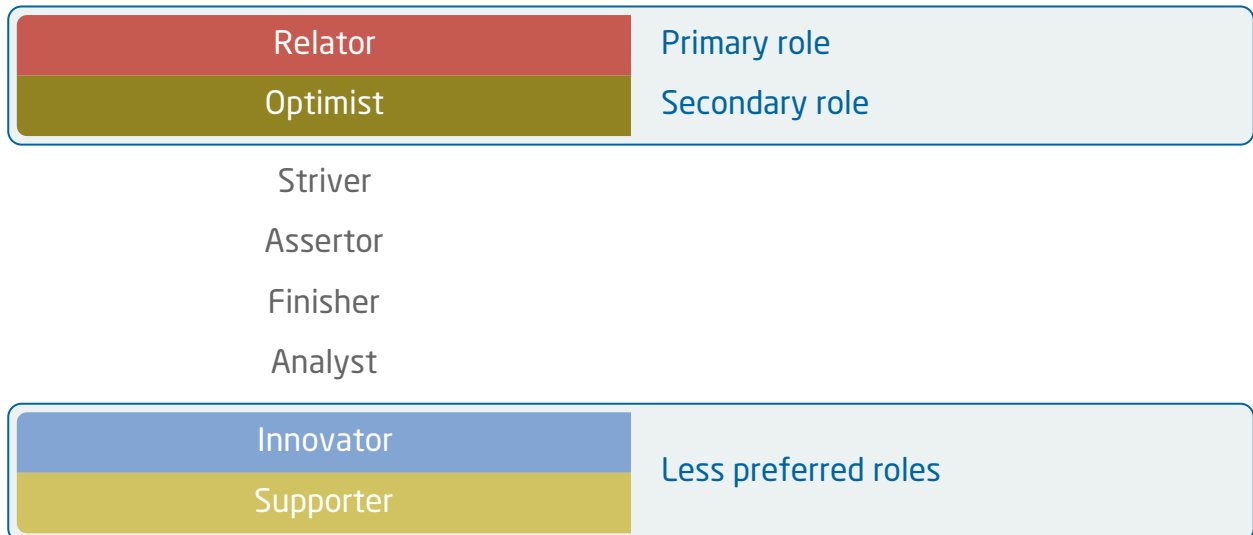 Relator
Primary role
Optimist
Secondary role
Striver
Assertor
Finisher
Analyst
Innovator
Less preferred roles
Supporter